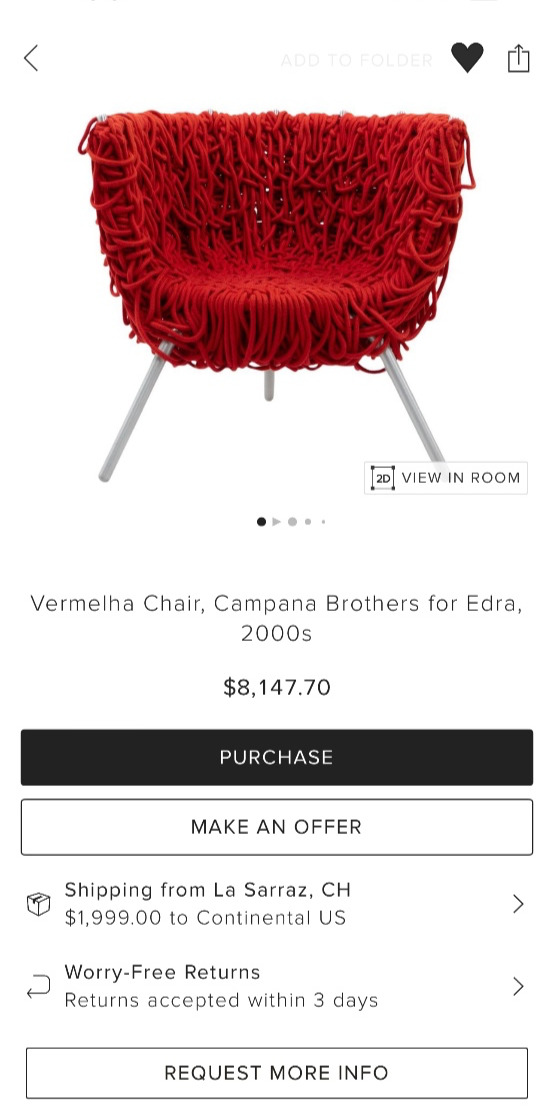 ADD TO FOLDER
2D VIEW IN ROOM
Vermelha Chair, Campana Brothers for Edra,
2000s
$8,147.70
PURCHASE
MAKE AN OFFER
Shipping from La Sarraz, CH
$1,999.00 to Continental US
Worry-Free Returns
Returns accepted within 3 days
REQUEST MORE INFO